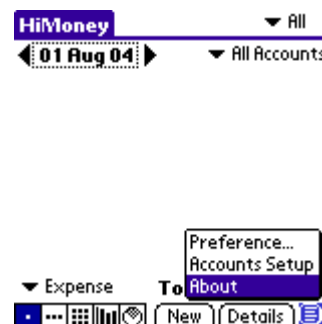 HiMoney All
01 Aug 04 All Accounts
Preference...
Accounts Setup
Expense To About
New Details